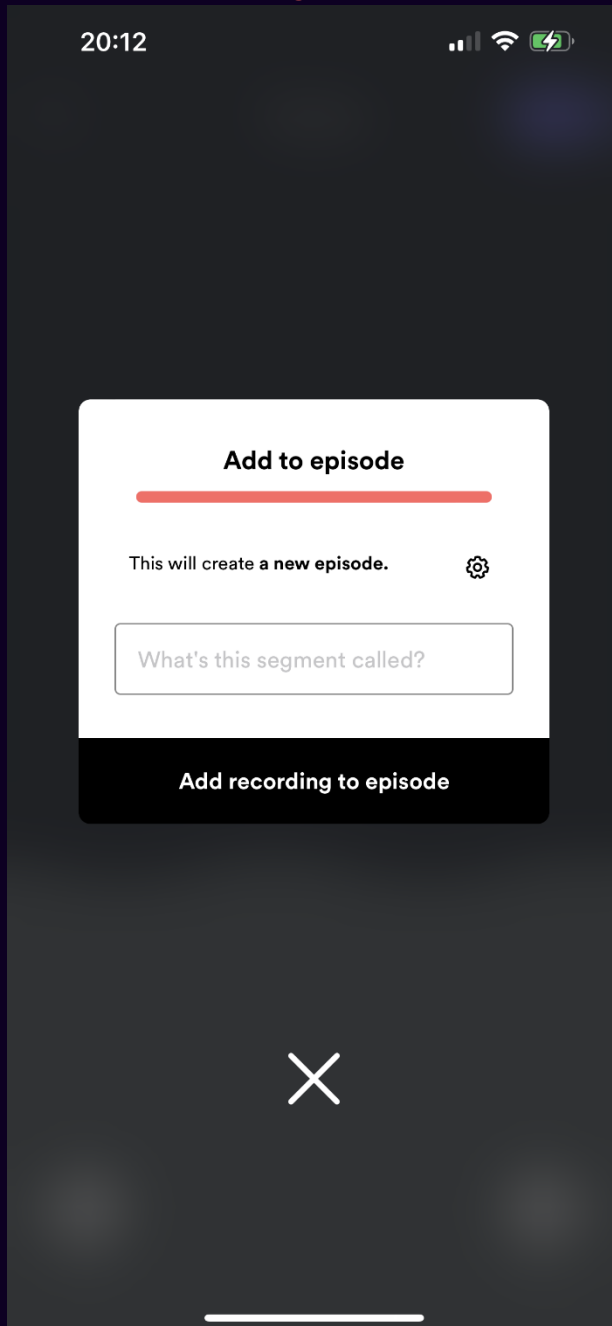 20:12
Add to episode
This will create a new episode.
What's this segment called?
Add recording to episode